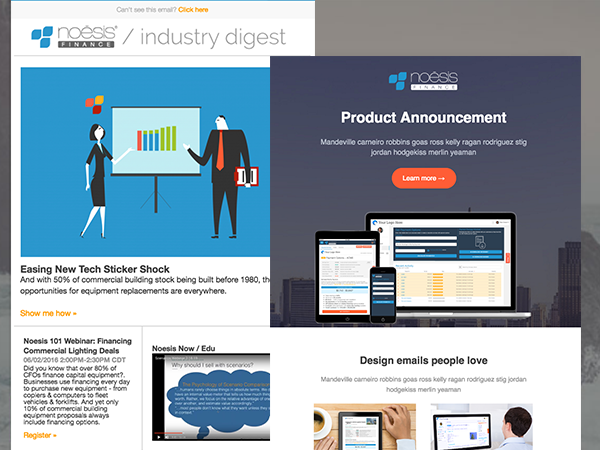 Can't see this email? Click here
noēsis
FINANCE
/ industry digest
Easing New Tech Sticker Shock
And with 50% of commercial building stock being built before 1980, the
opportunities for equipment replacements are everywhere.
Show me how »
Noesis 101 Webinar: Financing
Commercial Lighting Deals
06/02/2016 2:00PM-2:30PM CDT
Did you know that over 80% of
CFOs finance capital equipment?.
Businesses use financing every day
to purchase new equipment - from
copiers & computers to fleet
vehicles & forklifts. And yet only
10% of commercial building
equipment proposals always
include financing options.
Register »
Noesis Now / Edu
Why should I sell with scenarios?
The Psychology of Scenario Comparison
noēsis
FINANCE
Product Announcement
Mandeville carneiro robbins goas ross kelly ragan rodriguez stig
jordan hodgekiss merlin yeaman
Learn more →
Your Logo Here
Design emails people love
Mandeville carneiro robbins goas ross kelly ragan rodriguez stig
jordan hodgekiss merlin yeaman